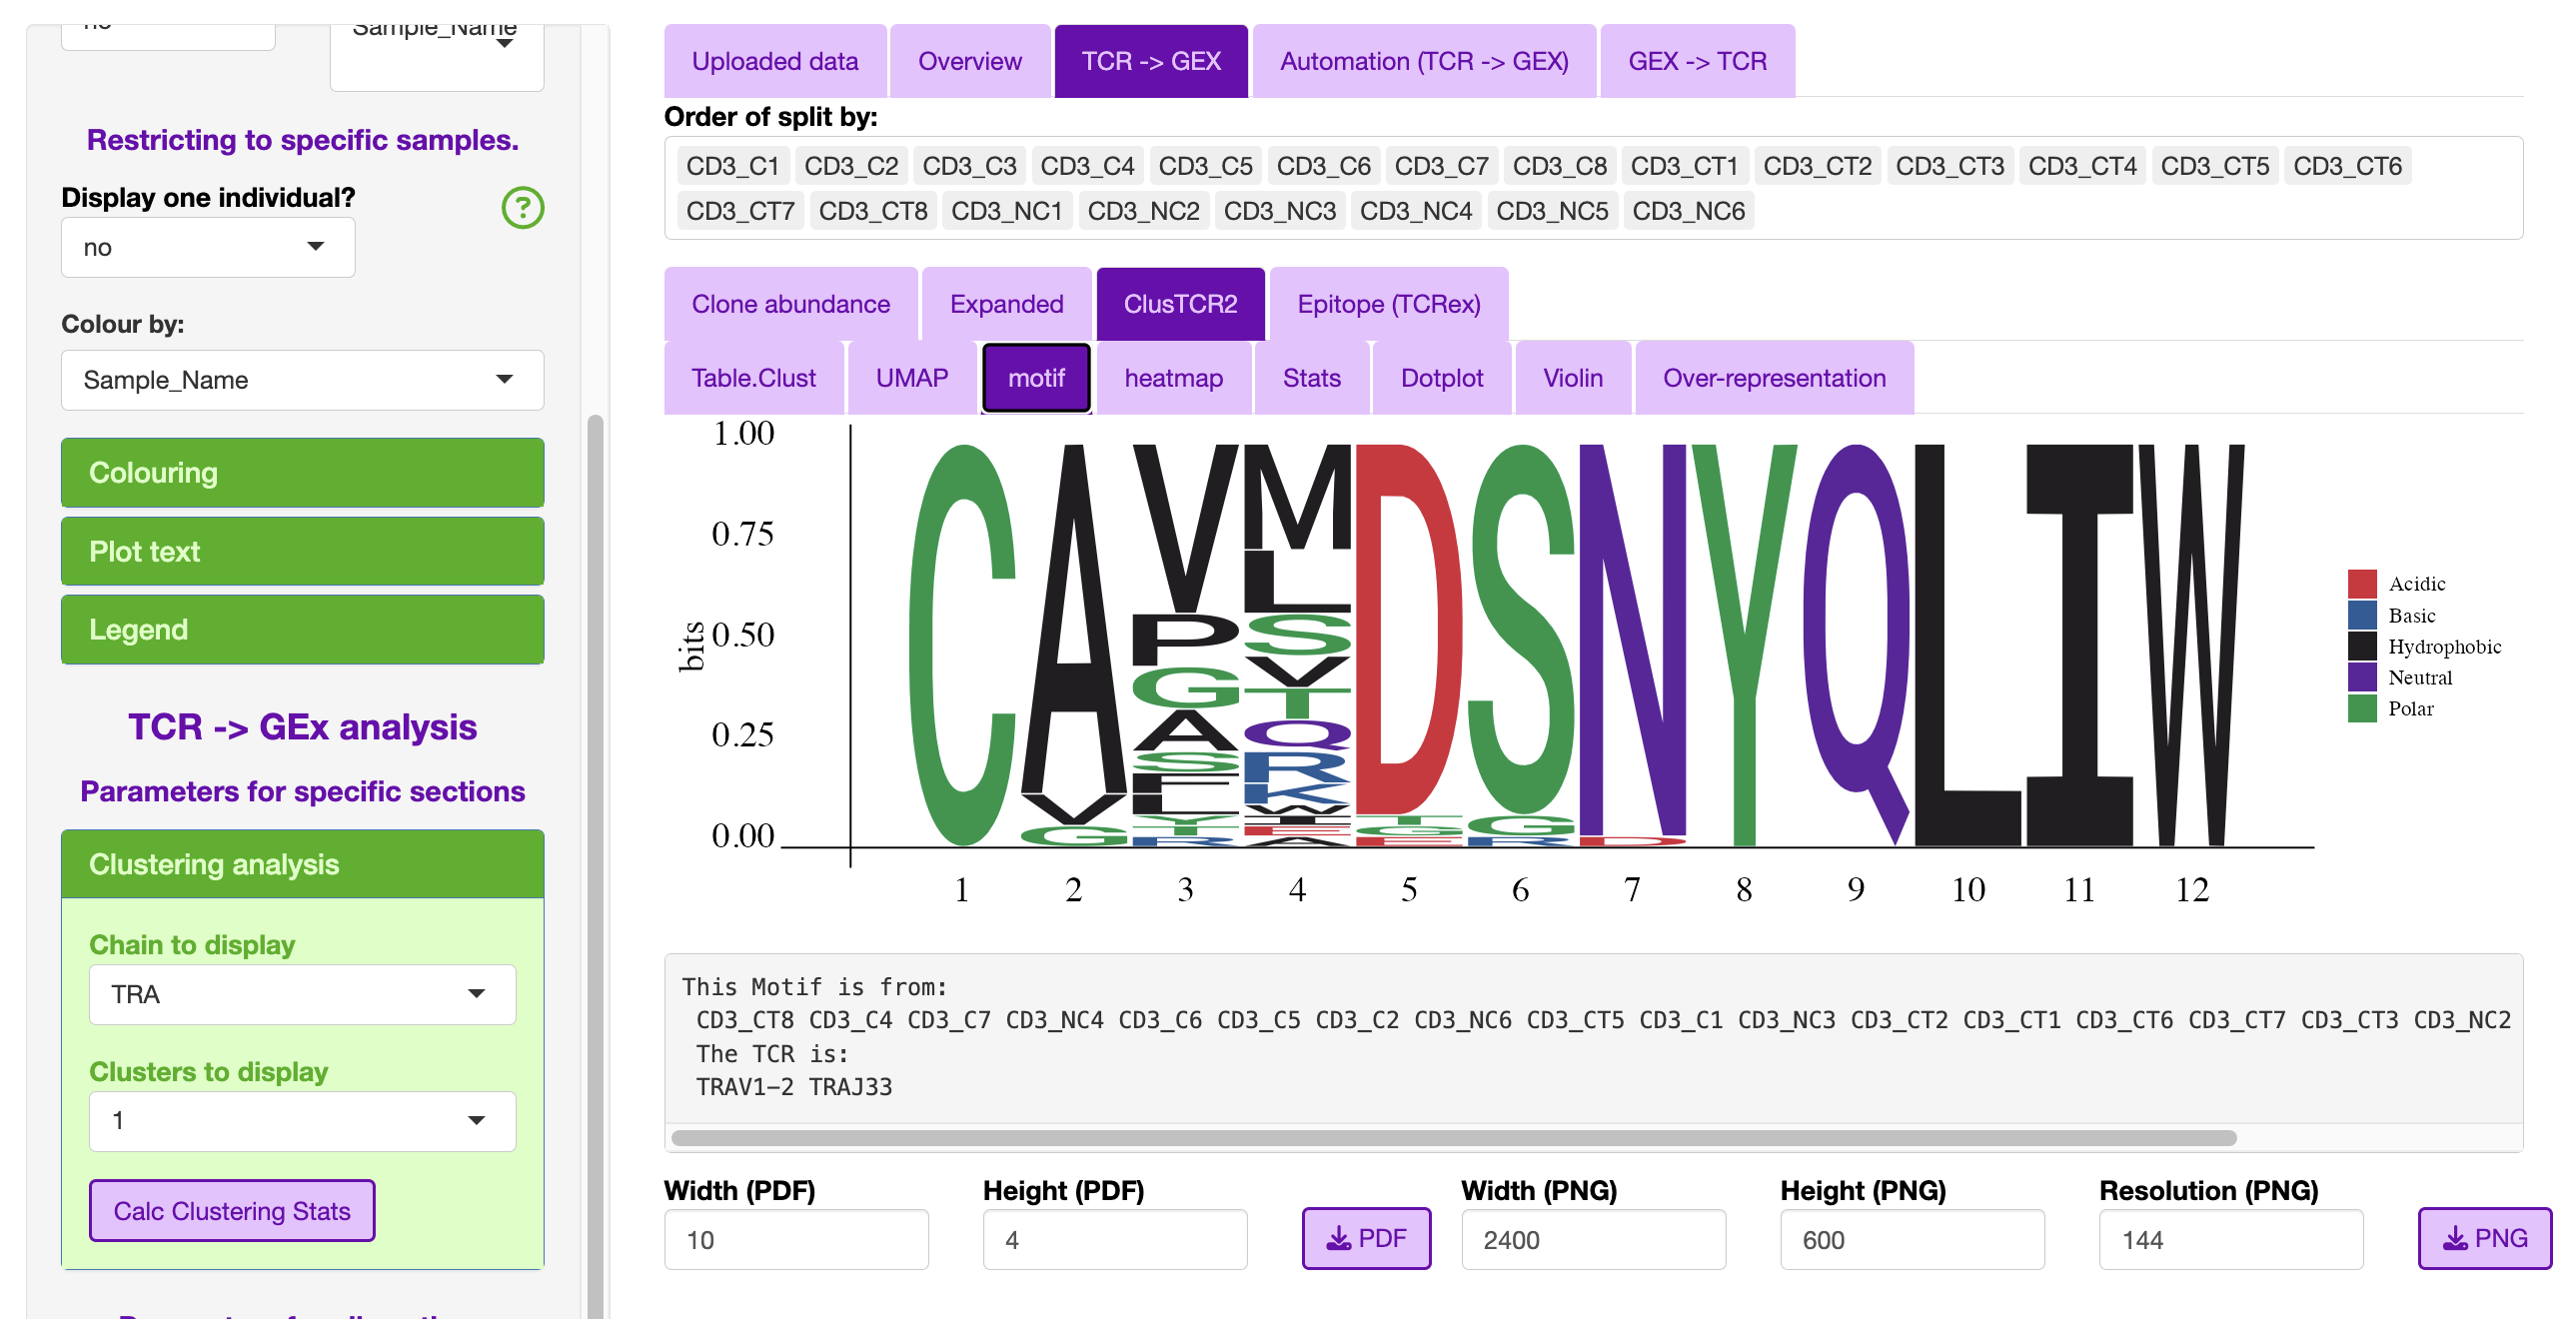 Sample_Name
Restricting to specific samples.
Display one individual?
?
no
Colour by:
Sample_Name
Colouring
Plot text
Legend
TCR -> GEx analysis
Parameters for specific sections
Clustering analysis
Chain to display
TRA
Clusters to display
1
Calc Clustering Stats
Uploaded data Overview TCR -> GEX Automation (TCR -> GEX) GEX -> TCR
Order of split by:
CD3_C1 CD3_C2 CD3_C3 CD3_C4 CD3_C5 CD3_C6 CD3_C7 CD3_C8 CD3_CT1 CD3_CT2 CD3_CT3 CD3_CT4 CD3_CT5 CD3_CT6
CD3_CT7 CD3_CT8 CD3_NC1 CD3_NC2 CD3_NC3 CD3_NC4 CD3_NC5 CD3_NC6
Clone abundance Expanded ClusTCR2 Epitope (TCRex)
Table.Clust UMAP motif heatmap Stats Dotplot Violin Over-representation
bits
1.00
0.75
0.50
0.25
0.00
C A V M D S N Y Q L I W
V P L
G G S
A V
S T
Q
R
K
1 2 3 4 5 6 7 8 9 10 11 12
Acidic
Basic
Hydrophobic
Neutral
Polar
This Motif is from:
CD3_CT8 CD3_C4 CD3_C7 CD3_NC4 CD3_C6 CD3_C5 CD3_C2 CD3_NC6 CD3_CT5 CD3_C1 CD3_NC3 CD3_CT2 CD3_CT1 CD3_CT6 CD3_CT7 CD3_CT3 CD3_NC2
The TCR is:
TRAV1-2 TRAJ33
Width (PDF) Height (PDF) Width (PNG) Height (PNG) Resolution (PNG)
10 4 PDF 2400 600 144 PNG